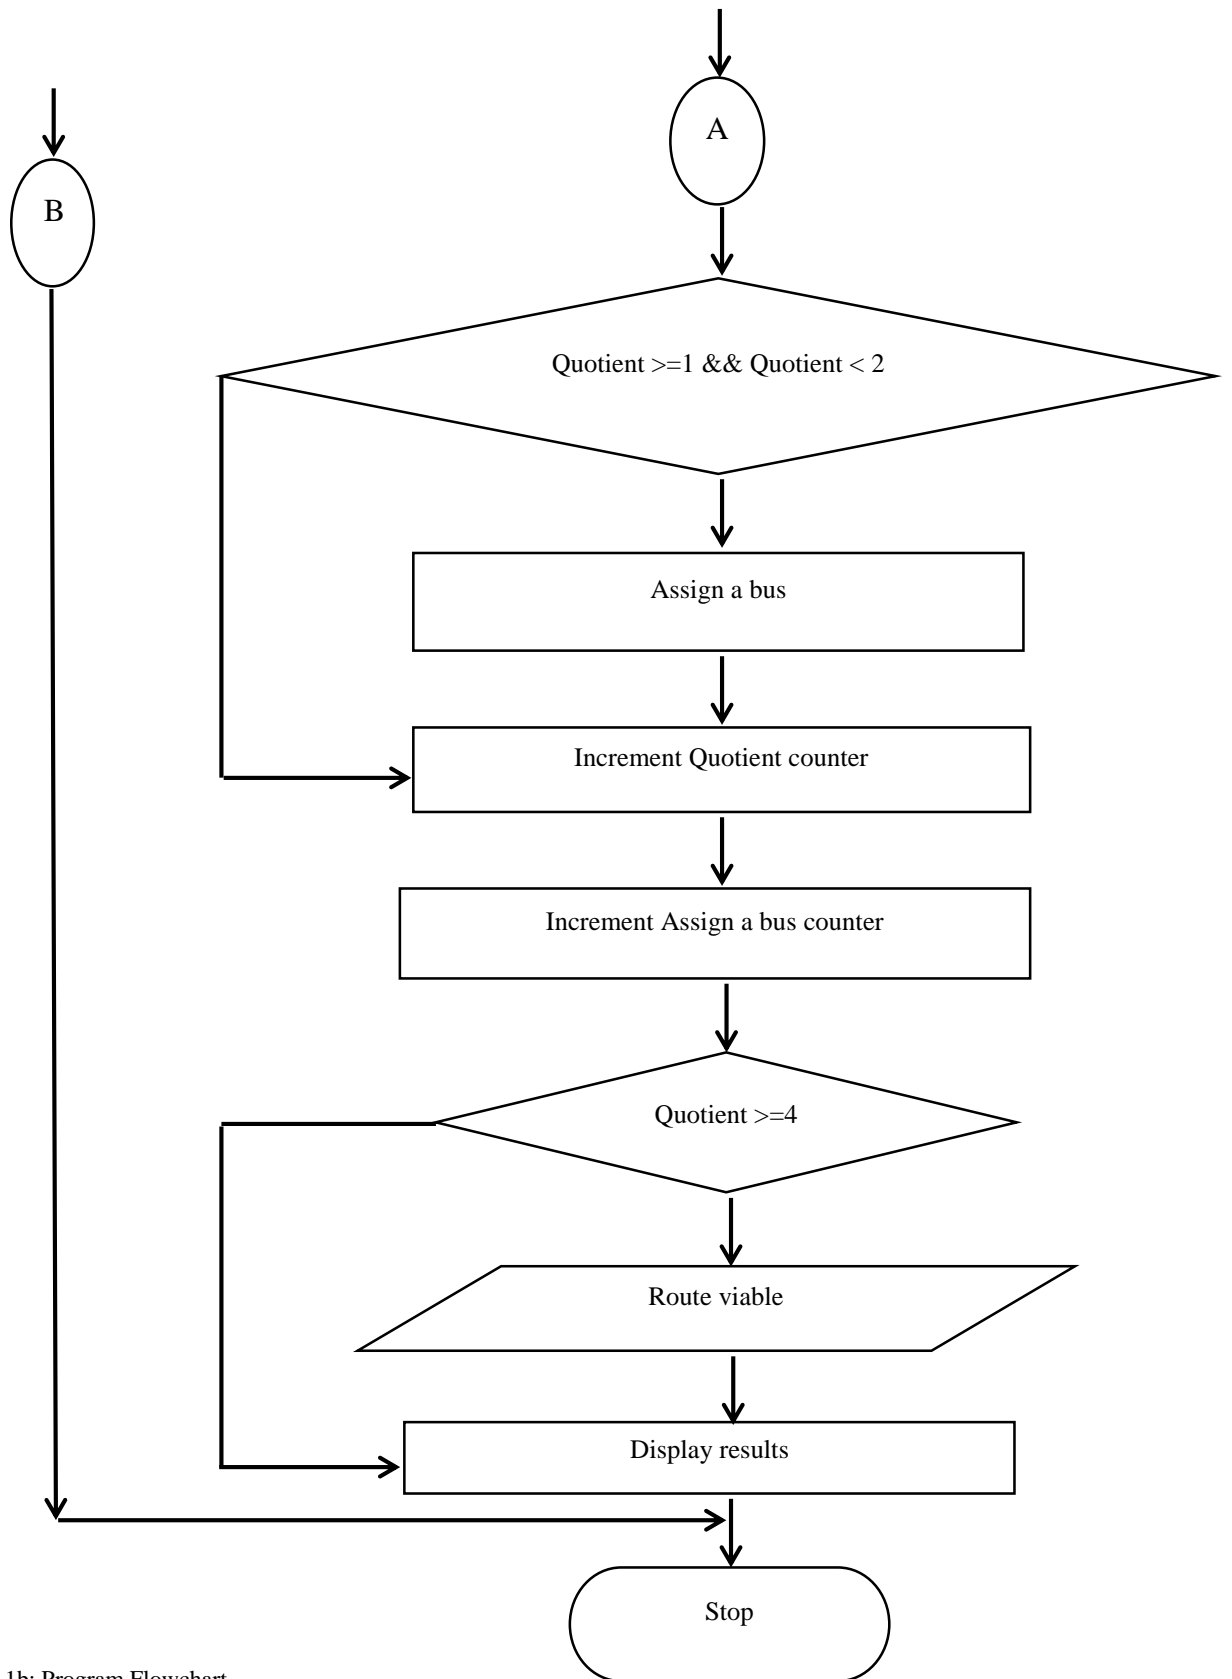 A
B
Quotient >=1 && Quotient < 2
Assign a bus
Increment Quotient counter
Increment Assign a bus counter
Quotient >=4
Route viable
Display results
Stop
1b: Program Flowchart